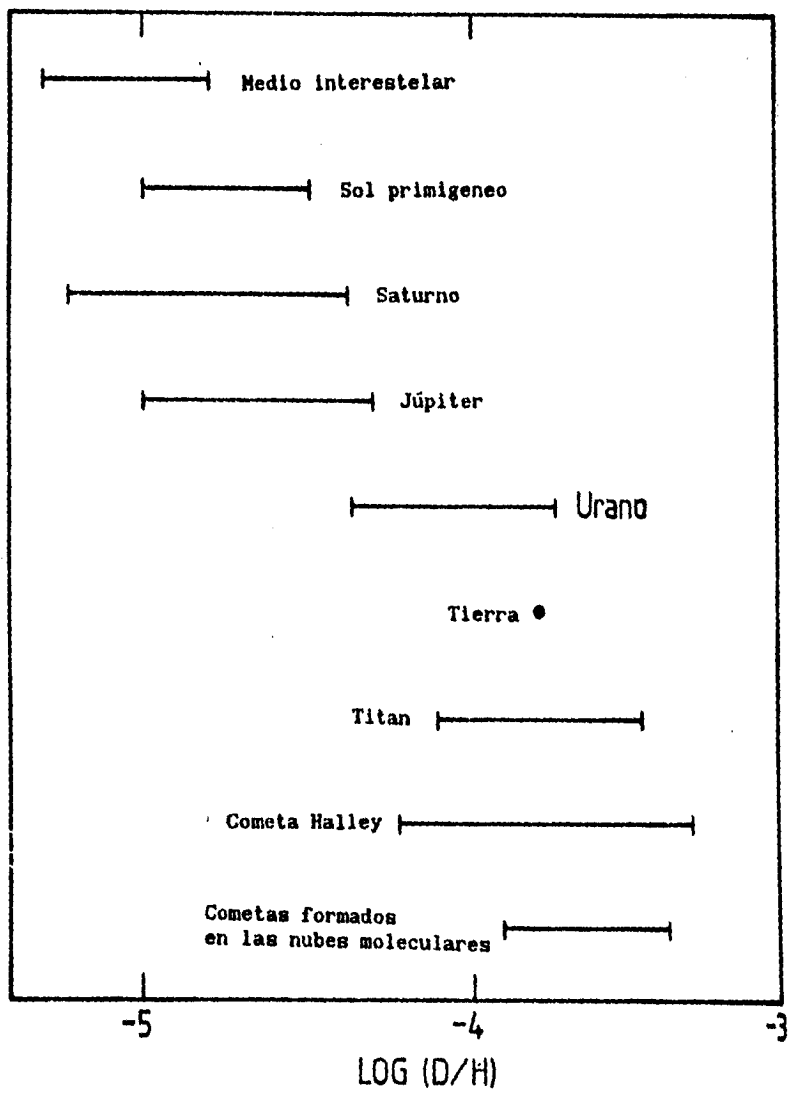 Medio interestelar
Sol primigeneo
Saturno
Júpiter
Urano
Tierra
Titan
Cometa Halley
Cometas formados
en las nubes moleculares
-5 -4 -3
LOG (D/H)